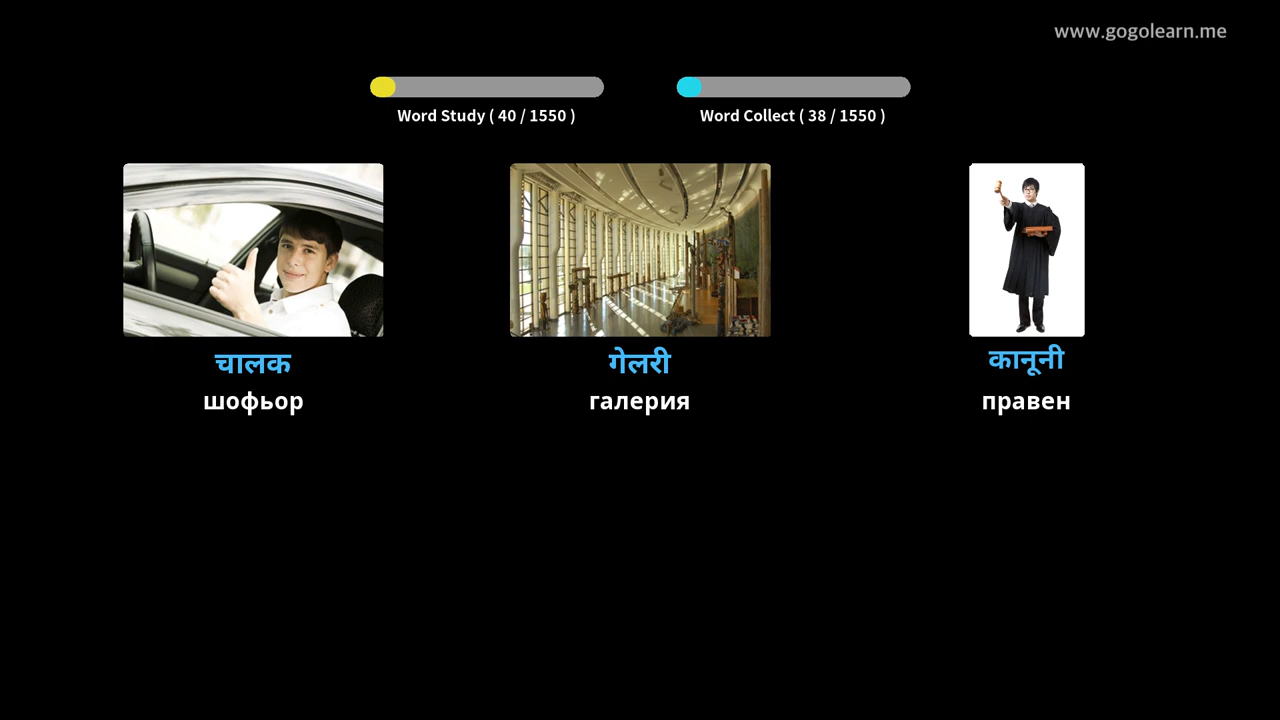 www.gogolearn.me
Word Study ( 40 / 1550 )
Word Collect ( 38 / 1550 )
चालक
गेलरी
कानूनी
шофьор
галерия
правен